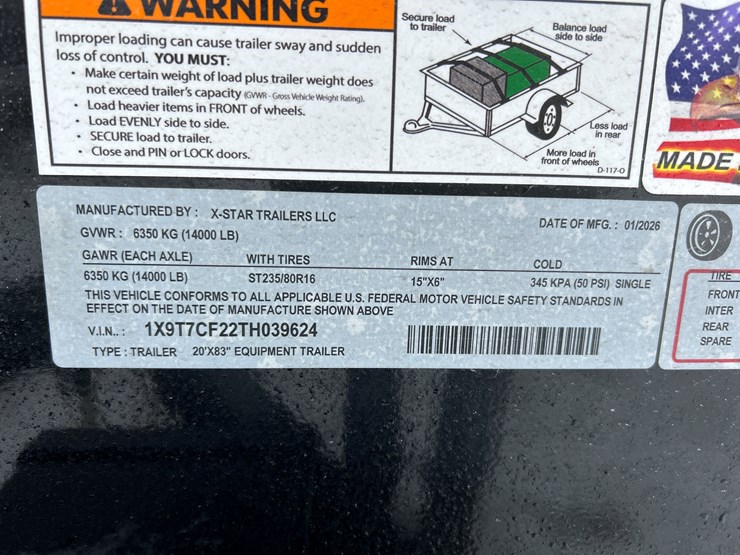 WARNING
Improper loading can cause trailer sway and sudden
loss of control. YOU MUST:
• Make certain weight of load plus trailer weight does
not exceed trailer's capacity (GVWR - Gross Vehicle Weight Rating).
• Load heavier items in FRONT of wheels.
• Load EVENLY side to side.
• SECURE load to trailer.
• Close and PIN or LOCK doors.
Secure load
to trailer
Balance load
side to side
Less load
in rear
More load in
front of wheels
D-117-O
MADE
MANUFACTURED BY : X-STAR TRAILERS LLC
DATE OF MFG. : 01/2026
GVWR : 6350 KG (14000 LB)
GAWR (EACH AXLE) WITH TIRES RIMS AT COLD
6350 KG (14000 LB) ST235/80R16 15"X6" 345 KPA (50 PSI) SINGLE
THIS VEHICLE CONFORMS TO ALL APPLICABLE U.S. FEDERAL MOTOR VEHICLE SAFETY STANDARDS IN
EFFECT ON THE DATE OF MANUFACTURE SHOWN ABOVE
V.I.N.. : 1X9T7CF22TH039624
TYPE : TRAILER 20'X83" EQUIPMENT TRAILER
TIRE
FRONT
INTER
REAR
SPARE